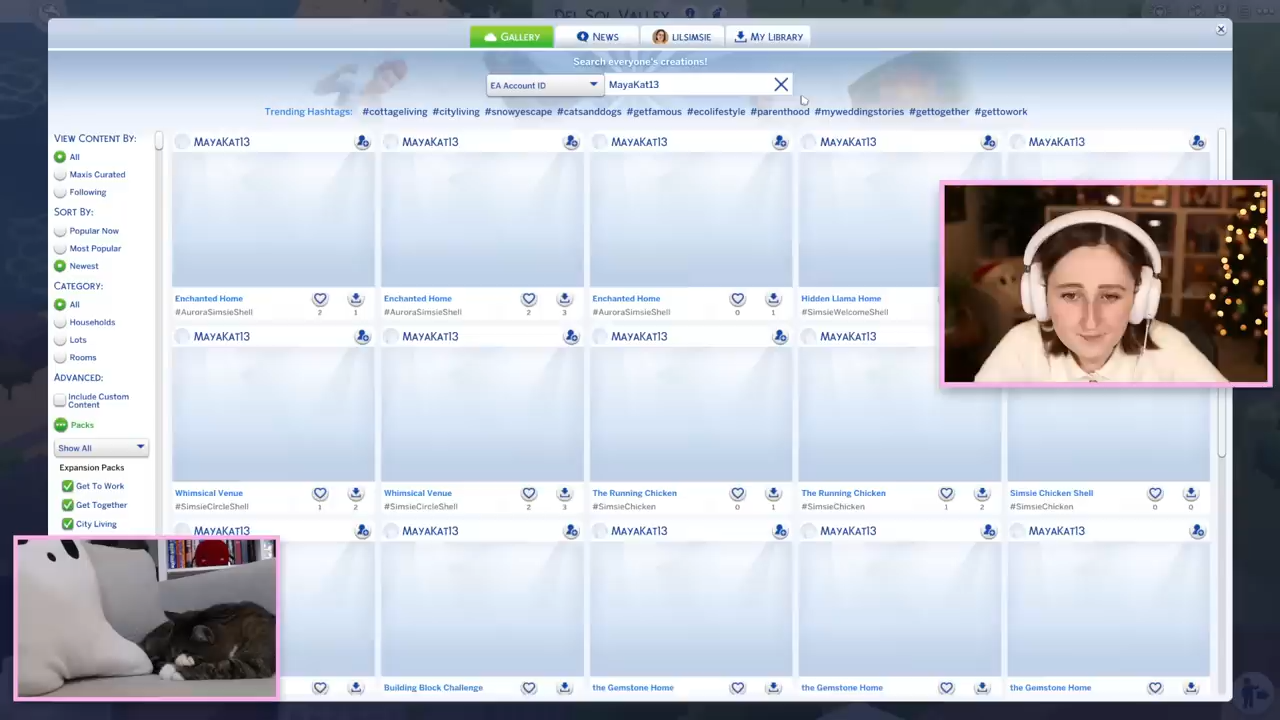 DEL SOL VALLEY
GALLERY
NEWS
LILSIMSIE
MY LIBRARY
Search everyone's creations!
EA Account ID
MayaKat13
Trending Hashtags: #cottageliving #cityliving #snowyescape #catsanddogs #getfamous #ecolifestyle #parenthood #myweddingstories #gettogether #gettowork
VIEW CONTENT BY:
All
Maxis Curated
Following
SORT BY:
Popular Now
Most Popular
Newest
CATEGORY:
All
Households
Lots
Rooms
ADVANCED:
Include Custom
Content
Packs
Show All
Expansion Packs
Get To Work
Get Together
City Living
MAYAKAT13 MAYAKAT13 MAYAKAT13 MAYAKAT13 MAYAKAT13
Enchanted Home Enchanted Home Enchanted Home Hidden Llama Home
#AuroraSimsieShell 2 1 #AuroraSimsieShell 2 3 #AuroraSimsieShell 0 1 #SimsieWelcomeShell
MAYAKAT13 MAYAKAT13 MAYAKAT13 MAYAKAT13
Whimsical Venue Whimsical Venue The Running Chicken The Running Chicken Simsie Chicken Shell
#SimsieCircleShell 1 2 #SimsieCircleShell 2 3 #SimsieChicken 0 1 #SimsieChicken 1 2 #SimsieChicken 0 0
MAYAKAT13 MAYAKAT13 MAYAKAT13 MAYAKAT13 MAYAKAT13
Building Block Challenge the Gemstone Home the Gemstone Home the Gemstone Home